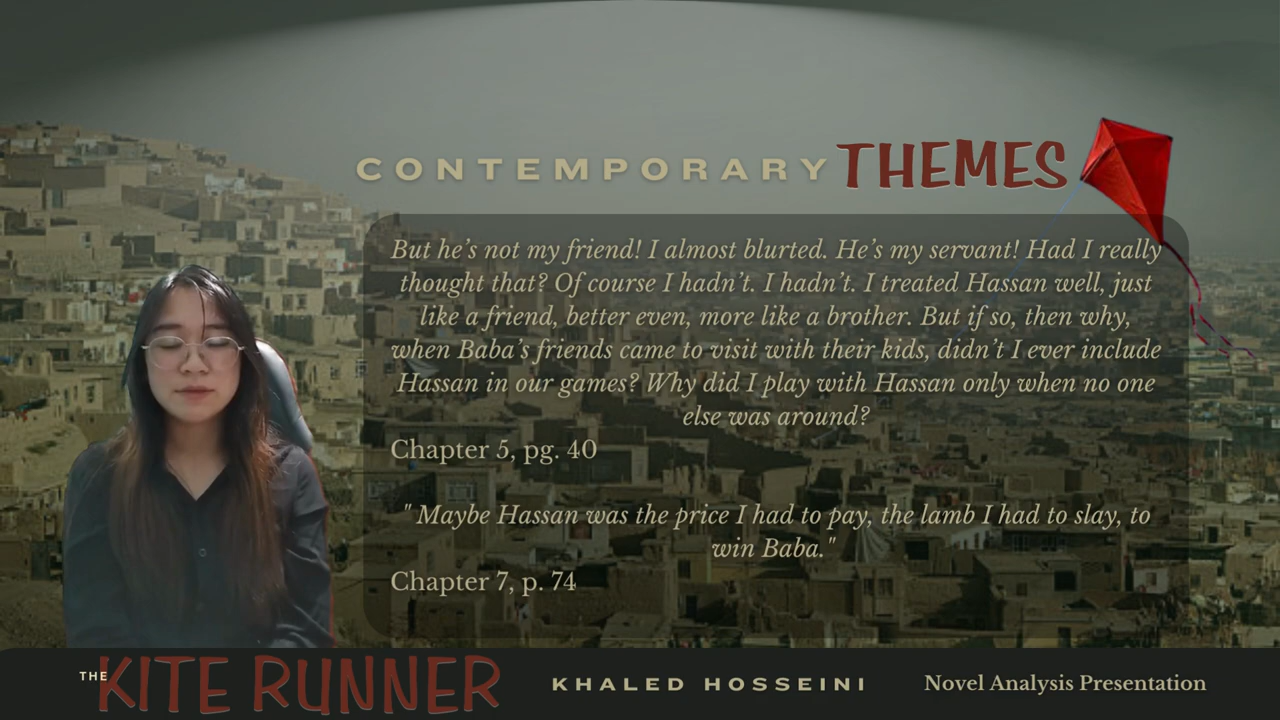 CONTEMPORARY THEMES
But he’s not my friend! I almost blurted. He’s my servant! Had I really
thought that? Of course I hadn’t. I hadn’t. I treated Hassan well, just
like a friend, better even, more like a brother. But if so, then why,
when Baba’s friends came to visit with their kids, didn’t I ever include
Hassan in our games? Why did I play with Hassan only when no one
else was around?
Chapter 5, pg. 40
" Maybe Hassan was the price I had to pay, the lamb I had to slay, to
win Baba."
Chapter 7, p. 74
THE KITE RUNNER
KHALED HOSSEINI
Novel Analysis Presentation